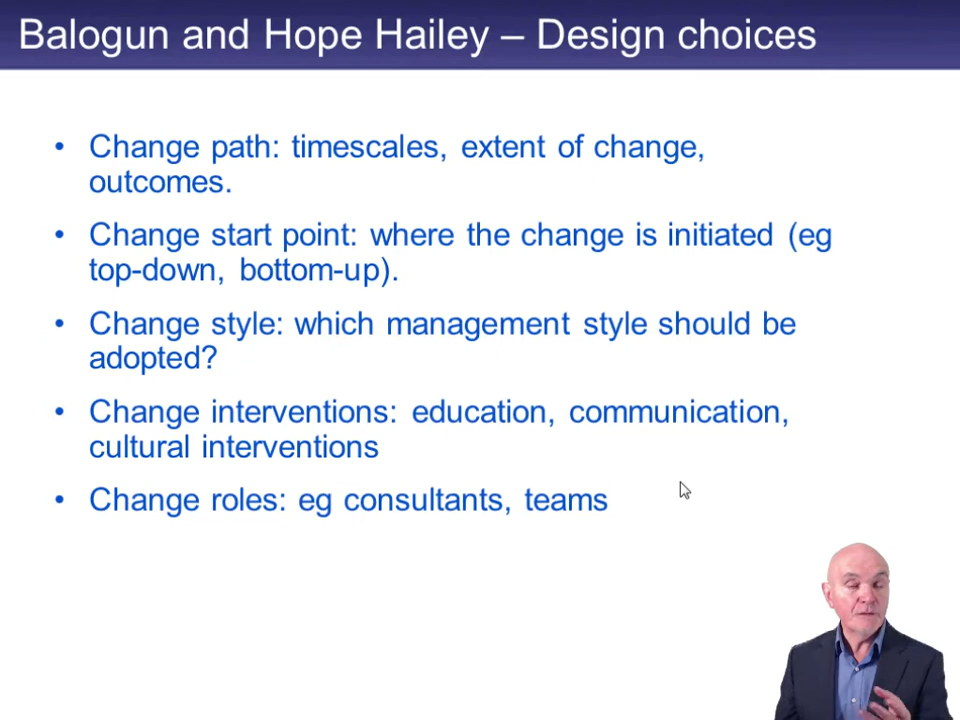 Balogun and Hope Hailey – Design choices
• Change path: timescales, extent of change,
outcomes.
• Change start point: where the change is initiated (eg
top-down, bottom-up).
• Change style: which management style should be
adopted?
• Change interventions: education, communication,
cultural interventions
• Change roles: eg consultants, teams